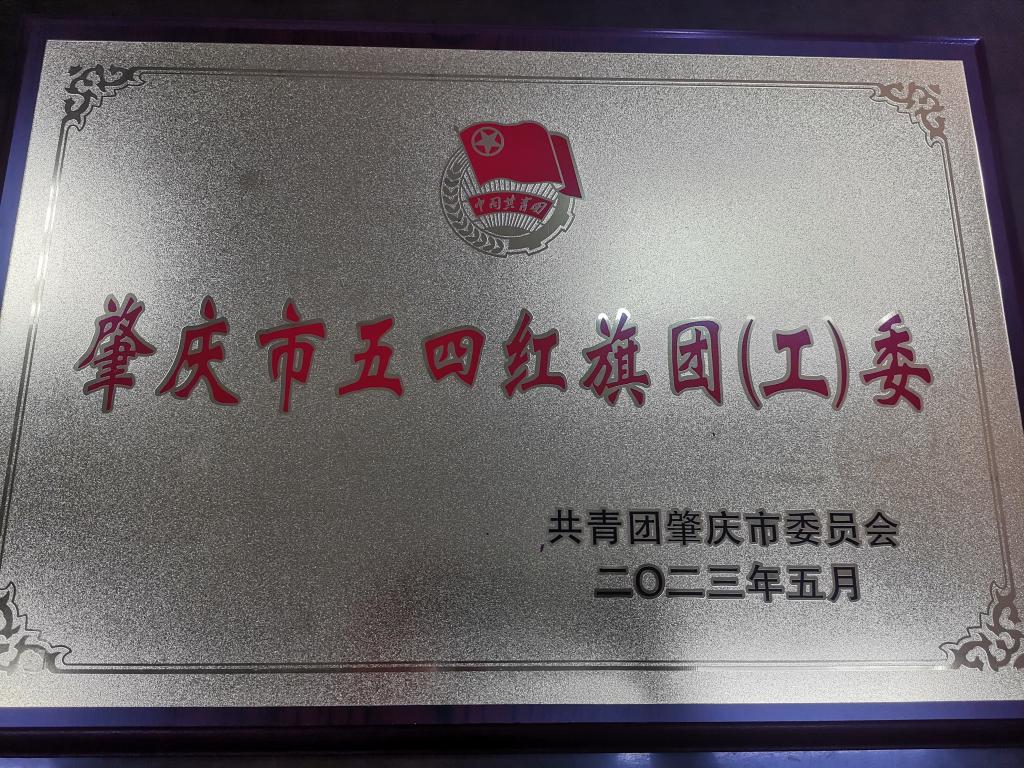 中国共青团
肇庆市五四红旗团(工)委
共青团肇庆市委员会
二〇二三年五月